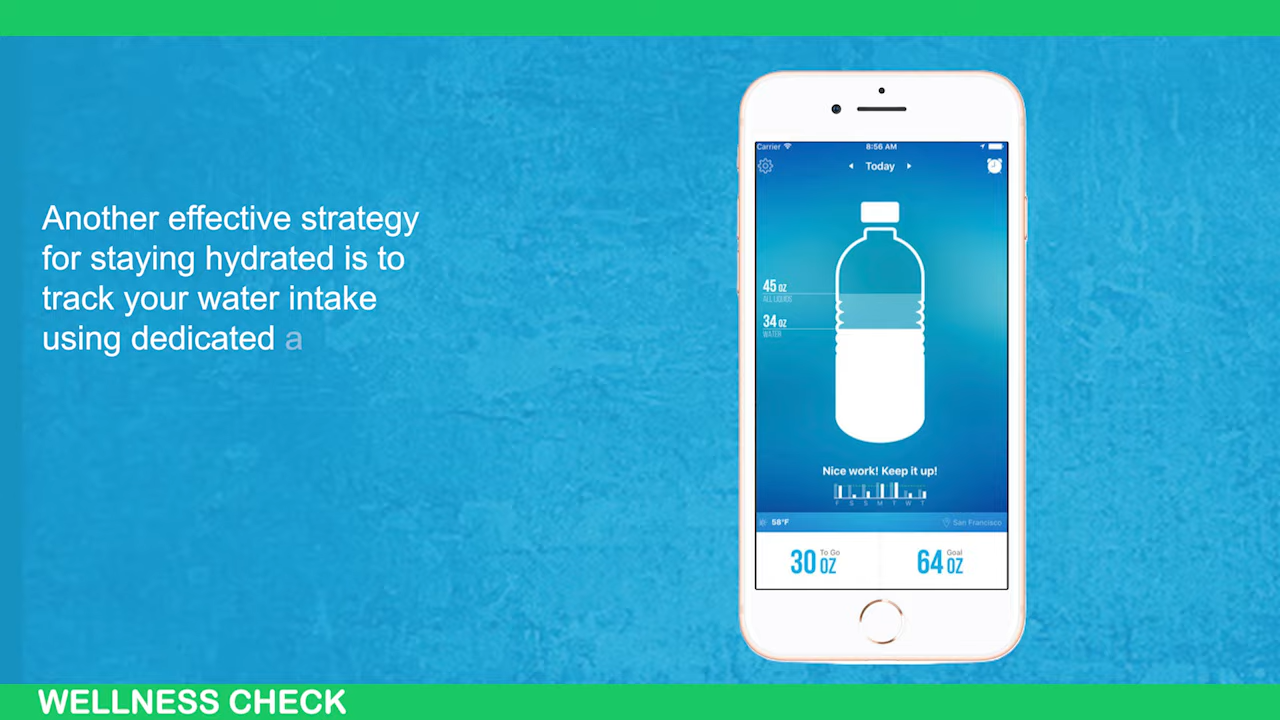 Another effective strategy
for staying hydrated is to
track your water intake
using dedicated a
Carrier 8:56 AM
Today
45 OZ
ALL LIQUIDS
34 OZ
WATER
Nice work! Keep it up!
F S S M T W T
58°F San Francisco
30 To Go OZ
64 Goal OZ
WELLNESS CHECK